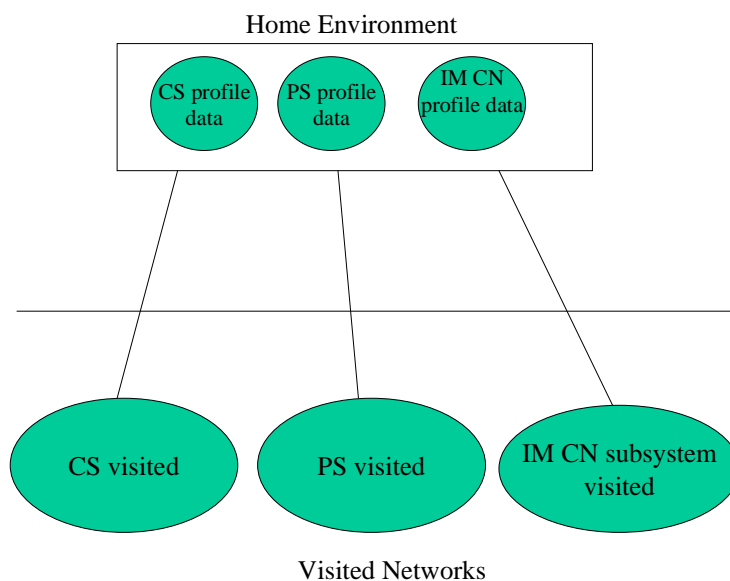 Home Environment
CS profile
data
PS profile
data
IM CN
profile data
CS visited
PS visited
IM CN subsystem
visited
Visited Networks